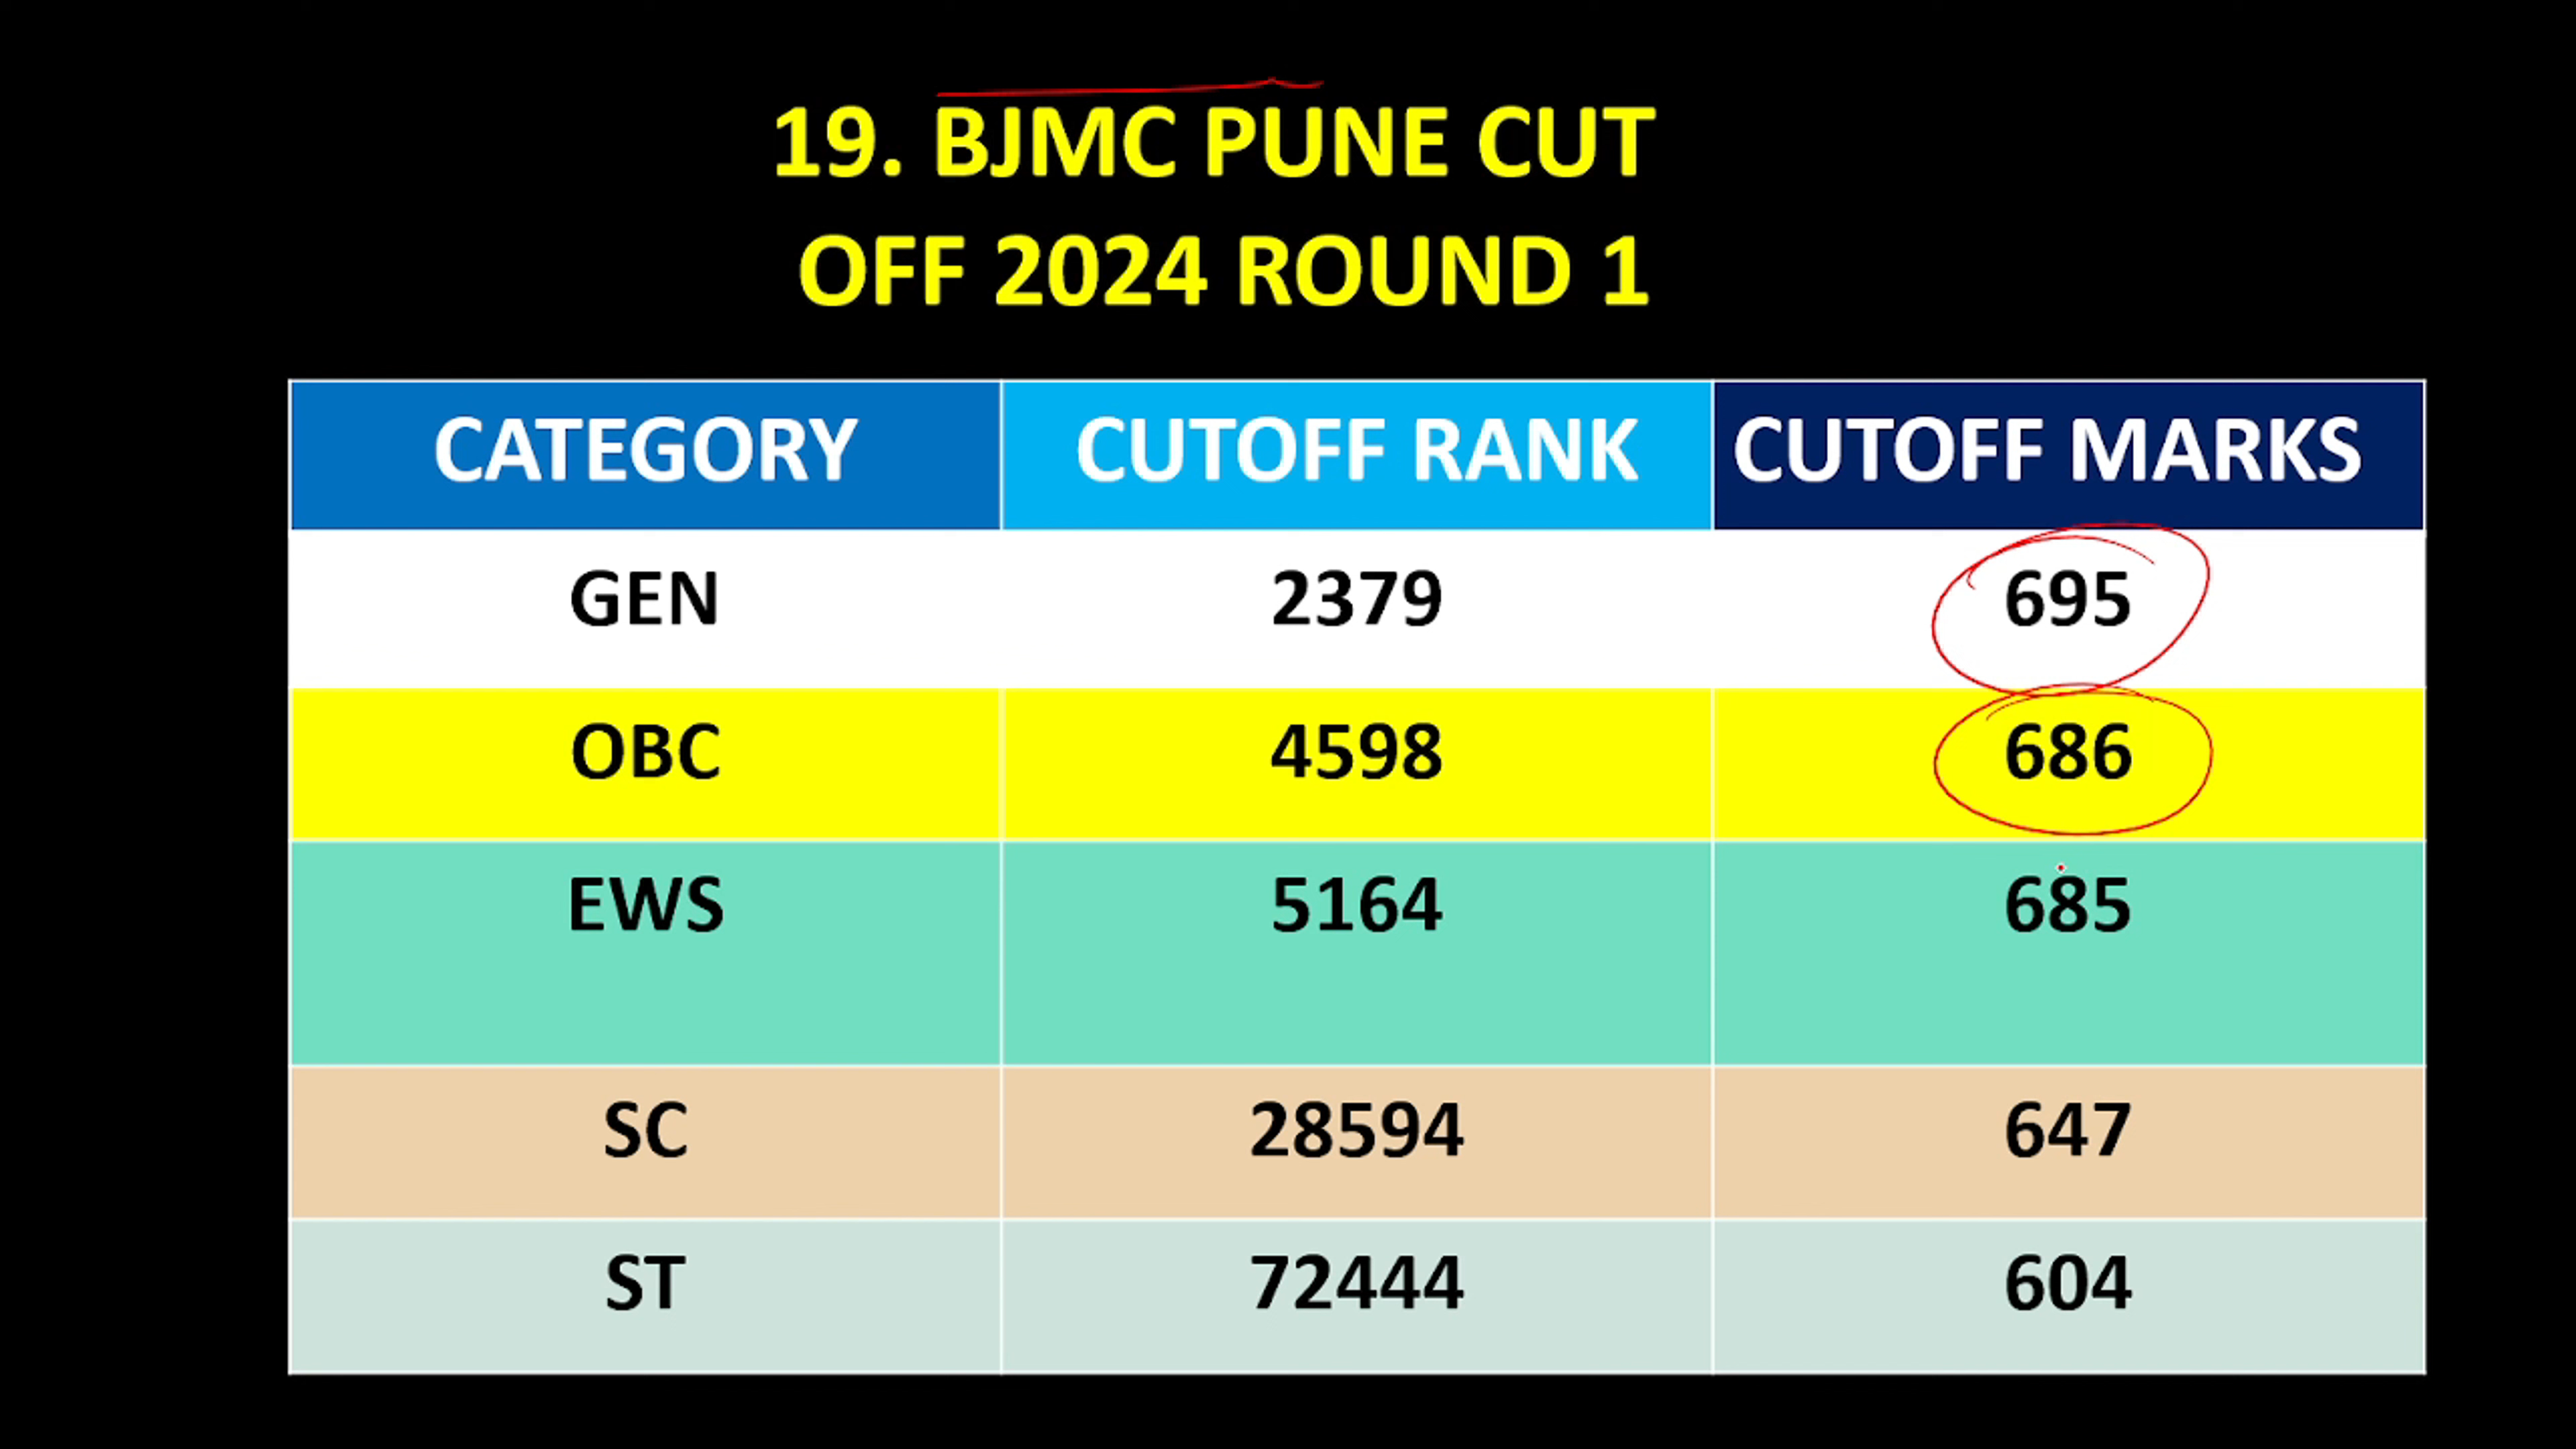 19. BJMC PUNE CUT
OFF 2024 ROUND 1
CATEGORY CUTOFF RANK CUTOFF MARKS
GEN 2379 695
OBC 4598 686
EWS 5164 685
SC 28594 647
ST 72444 604